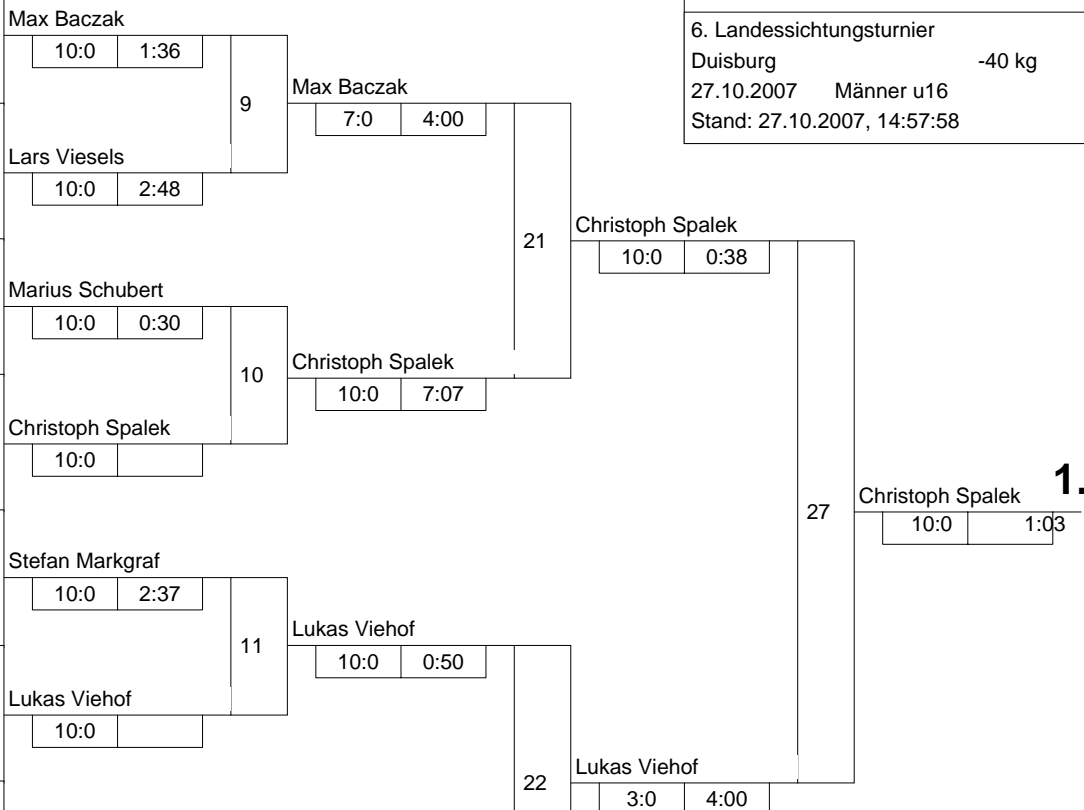 Max Baczak
10:0 1:36
6. Landessichtungsturnier
Duisburg -40 kg
27.10.2007 Männer u16
Stand: 27.10.2007, 14:57:58
9
Max Baczak
7:0 4:00
Lars Viesels
10:0 2:48
21
Christoph Spalek
10:0 0:38
Marius Schubert
10:0 0:30
10
Christoph Spalek
10:0 7:07
Christoph Spalek
10:0
27
Christoph Spalek 1.
10:0 1:03
Stefan Markgraf
10:0 2:37
11
Lukas Viehof
10:0 0:50
Lukas Viehof
10:0
22
Lukas Viehof
3:0 4:00